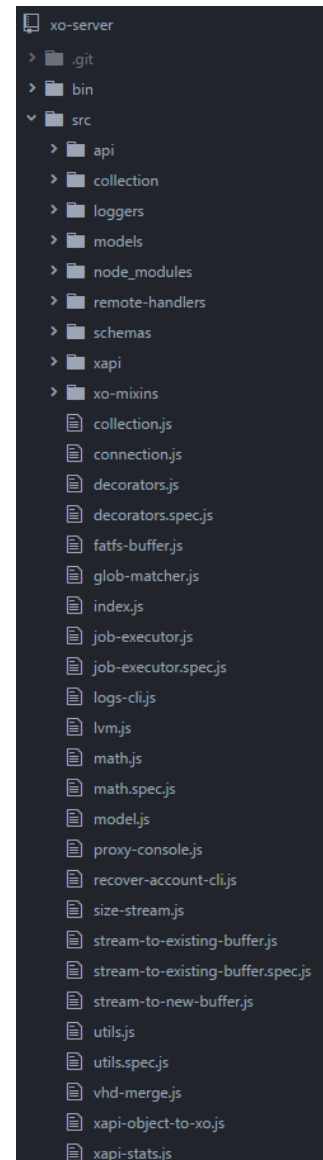 xo-server
.git
bin
src
api
collection
loggers
models
node_modules
remote-handlers
schemas
xapi
xo-mixins
collection.js
connection.js
decorators.js
decorators.spec.js
fatfs-buffer.js
glob-matcher.js
index.js
job-executor.js
job-executor.spec.js
logs-cli.js
lvm.js
math.js
math.spec.js
model.js
proxy-console.js
recover-account-cli.js
size-stream.js
stream-to-existing-buffer.js
stream-to-existing-buffer.spec.js
stream-to-new-buffer.js
utils.js
utils.spec.js
vhd-merge.js
xapi-object-to-xo.js
xapi-stats.js